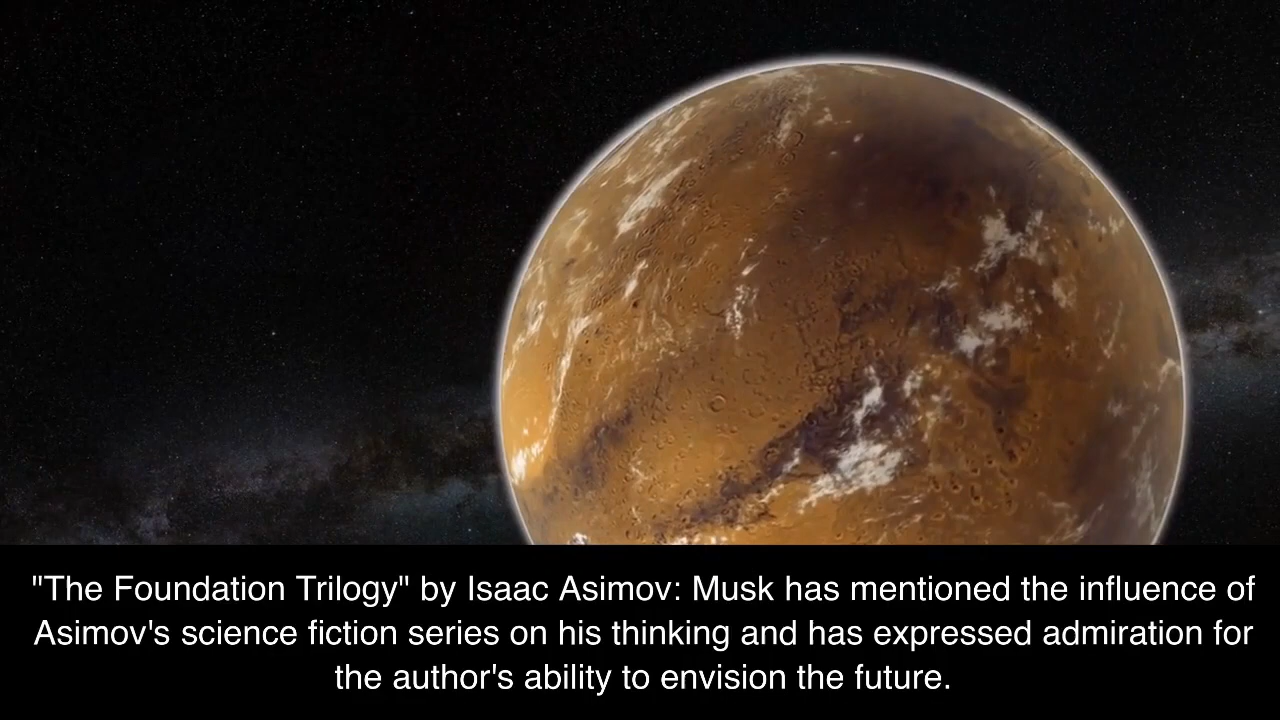 "The Foundation Trilogy" by Isaac Asimov: Musk has mentioned the influence of
Asimov's science fiction series on his thinking and has expressed admiration for
the author's ability to envision the future.